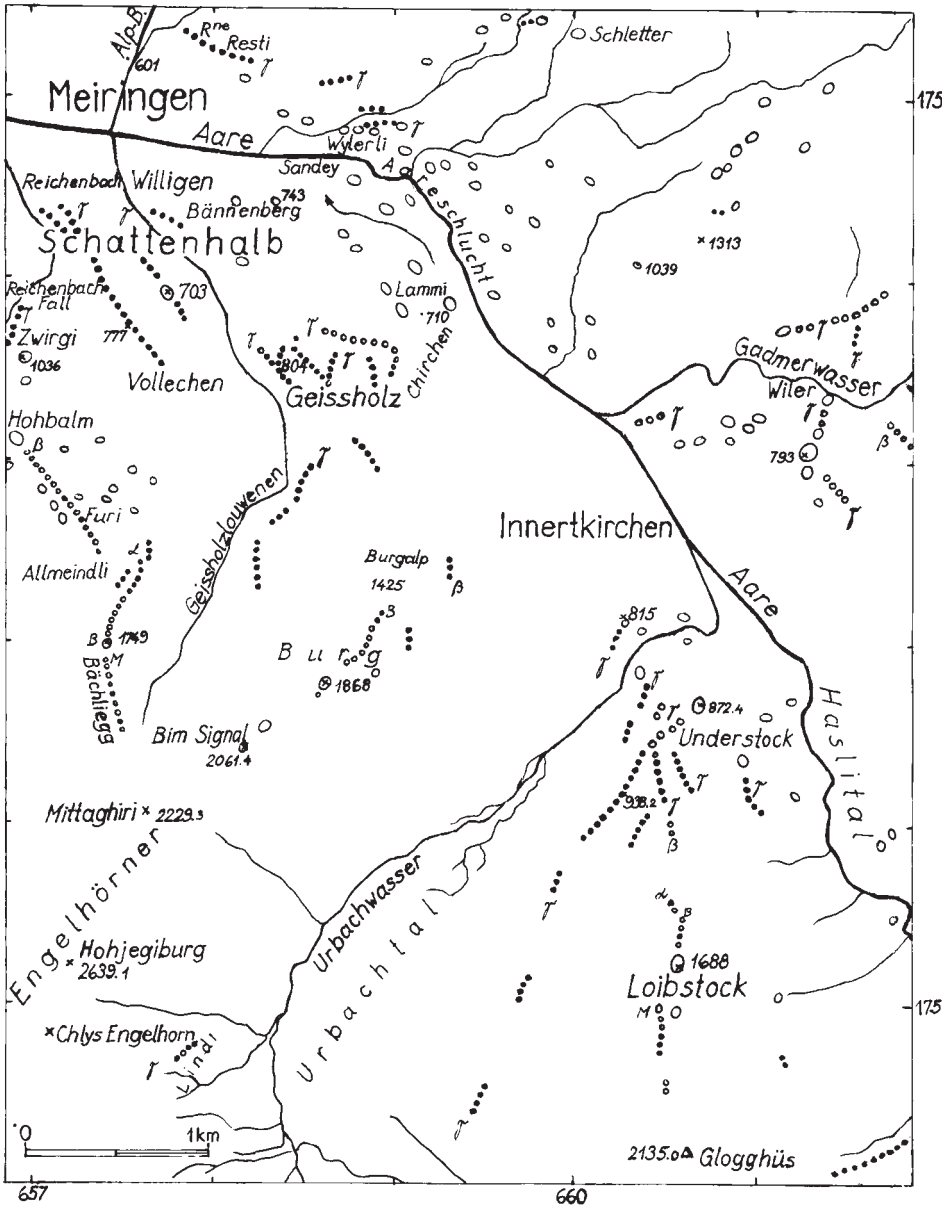 Alp-B.
Rne
Resti
γ
Schletter
601
Meiringen
175
Aare
Wylerli
γ
Sandey
Aareschlucht
Reichenbach
Willigen
γ
γ
743
Bännenberg
Schattenhalb
1313
1039
Reichenbach
Fall
703
Lammi
710
γ
Zwirgi
777
1036
γ
γ
γ
γ
804
Chirchen
Gadmerwasser
Vollechen
Geissholz
Wiler
γ
γ
Hohbalm
β
β
793
γ
γ
Furi
Geissholzlouwenen
Innertkirchen
α
Allmeindli
Burgalp
1425
β
Aare
β
1749
β
815
M
Burg
γ
Bächliegg
1868
γ
Haslital
Bim Signal
γ
872.4
2061.4
Understock
Mittaghiri
2229.3
938.2
γ
γ
γ
β
Engelhörner
Urbachwasser
γ
α
β
Hohjegiburg
2639.1
Urbachtal
1688
Loibstock
M
175
Chlys Engelhorn
γ
Lindl
γ
0
1km
2135.0
Glogghüs
657
660